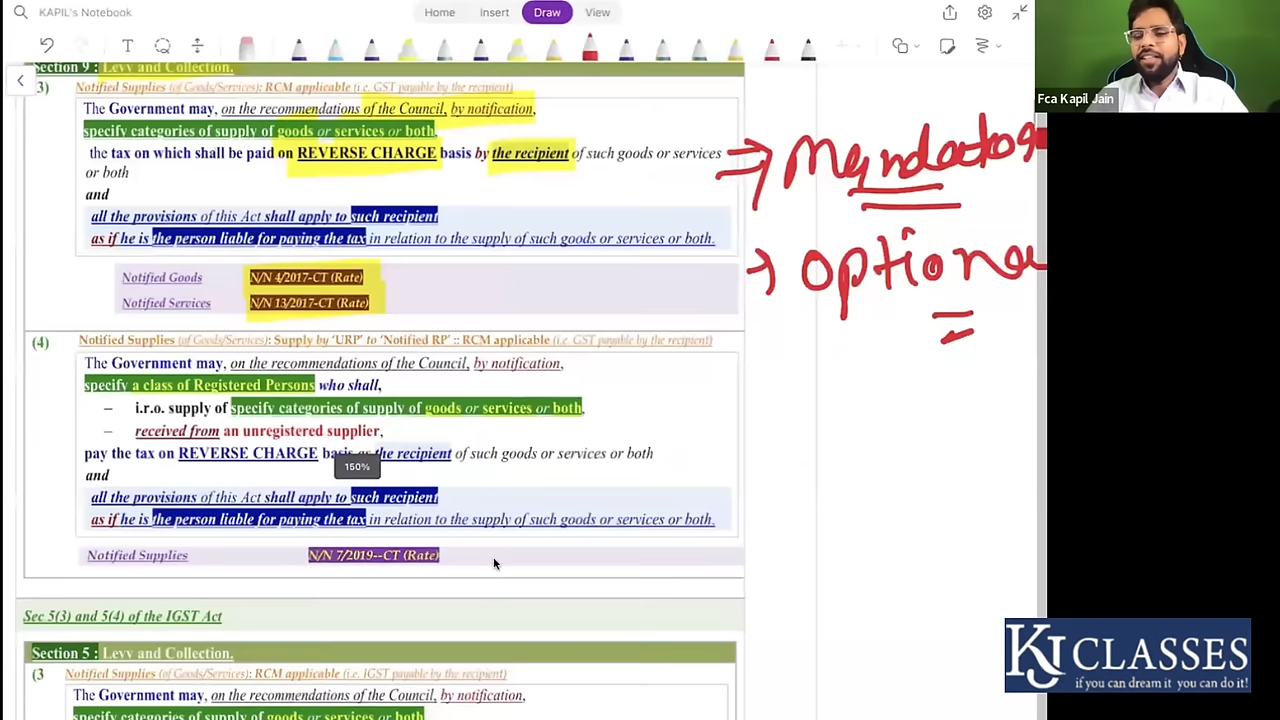 KAPIL's Notebook
Home Insert Draw View
Section 9 : Levy and Collection.
3) Notified Supplies (of Goods/Services): RCM applicable (i.e. GST payable by the recipient)
The Government may, on the recommendations of the Council, by notification,
specify categories of supply of goods or services or both,
the tax on which shall be paid on REVERSE CHARGE basis by the recipient of such goods or services
or both
and
all the provisions of this Act shall apply to such recipient
as if he is the person liable for paying the tax in relation to the supply of such goods or services or both.
Notified Goods N/N 4/2017-CT (Rate)
Notified Services N/N 13/2017-CT (Rate)
(4) Notified Supplies (of Goods/Services): Supply by 'URP' to 'Notified RP' :: RCM applicable (i.e. GST payable by the recipient)
The Government may, on the recommendations of the Council, by notification,
specify a class of Registered Persons who shall,
– i.r.o. supply of specify categories of supply of goods or services or both,
– received from an unregistered supplier,
pay the tax on REVERSE CHARGE basis as the recipient of such goods or services or both
150%
and
all the provisions of this Act shall apply to such recipient
as if he is the person liable for paying the tax in relation to the supply of such goods or services or both.
Notified Supplies N/N 7/2019--CT (Rate)
Sec 5(3) and 5(4) of the IGST Act
Section 5 : Levy and Collection.
(3 Notified Supplies (of Goods/Services): RCM applicable (i.e. IGST payable by the recipient)
The Government may, on the recommendations of the Council, by notification,
specify categories of supply of goods or services or both
Fca Kapil Jain
KJ CLASSES
if you can dream it you can do it!